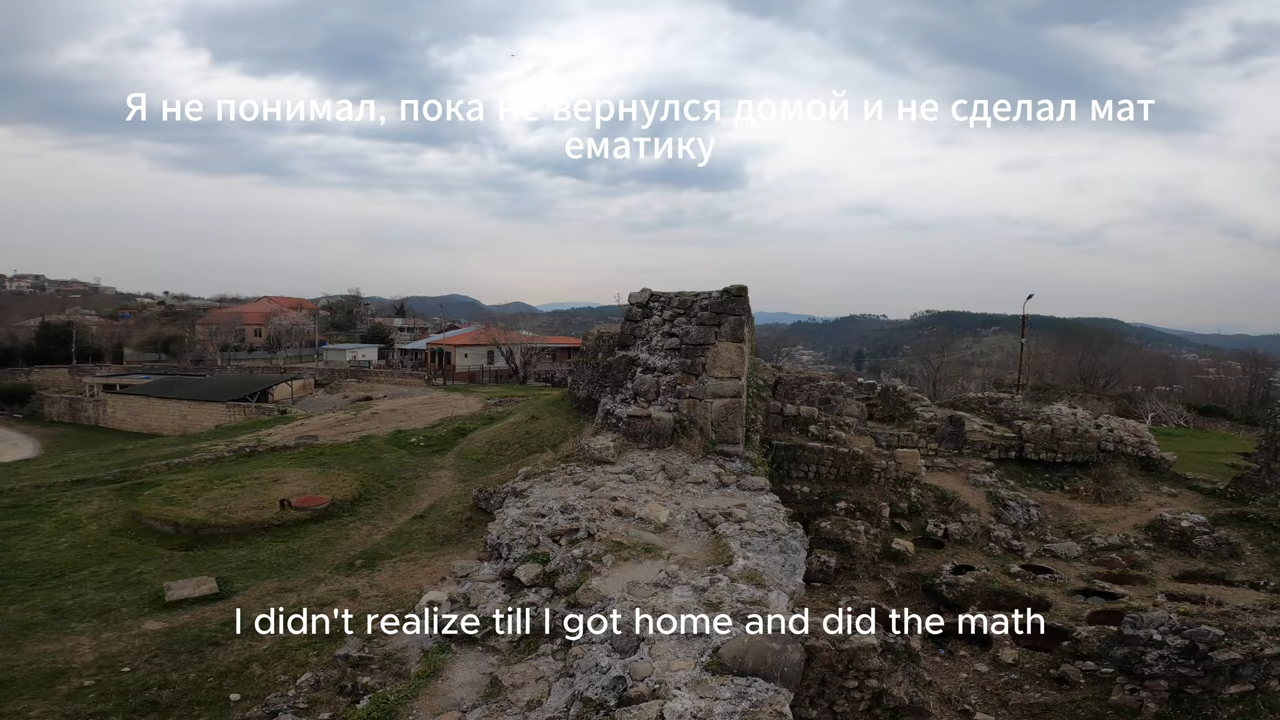 Я не понимал, пока не вернулся домой и не сделал мат
ематику
I didn't realize till I got home and did the math